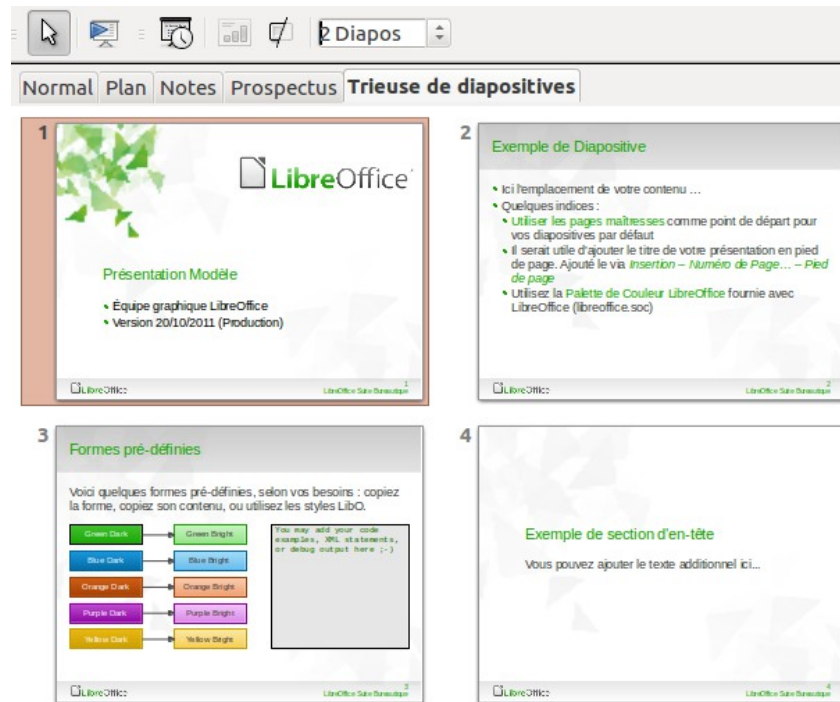 2 Diapos
Normal Plan Notes Prospectus Trieuse de diapositives
1
LibreOffice
Présentation Modèle
Équipe graphique LibreOffice
Version 20/10/2011 (Production)
LibreOffice
LibreOffice Suite Bureautique
1
2
Exemple de Diapositive
Ici l'emplacement de votre contenu ...
Quelques indices :
Utiliser les pages maîtresses comme point de départ pour
vos diapositives par défaut
Il serait utile d'ajouter le titre de votre présentation en pied
de page. Ajouté le via Insertion – Numéro de Page... – Pied
de page
Utilisez la Palette de Couleur LibreOffice fournie avec
LibreOffice (libreoffice.soc)
LibreOffice
LibreOffice Suite Bureautique
2
3
Formes pré-définies
Voici quelques formes pré-définies, selon vos besoins : copiez
la forme, copiez son contenu, ou utilisez les styles LibO.
Green Dark Green Bright
Blue Dark Blue Bright
Orange Dark Orange Bright
Purple Dark Purple Bright
Yellow Dark Yellow Bright
You may add your code
examples, XML statements,
or debug output here ;-)
LibreOffice
LibreOffice Suite Bureautique
3
4
Exemple de section d'en-tête
Vous pouvez ajouter le texte additionnel ici...
LibreOffice
LibreOffice Suite Bureautique
4